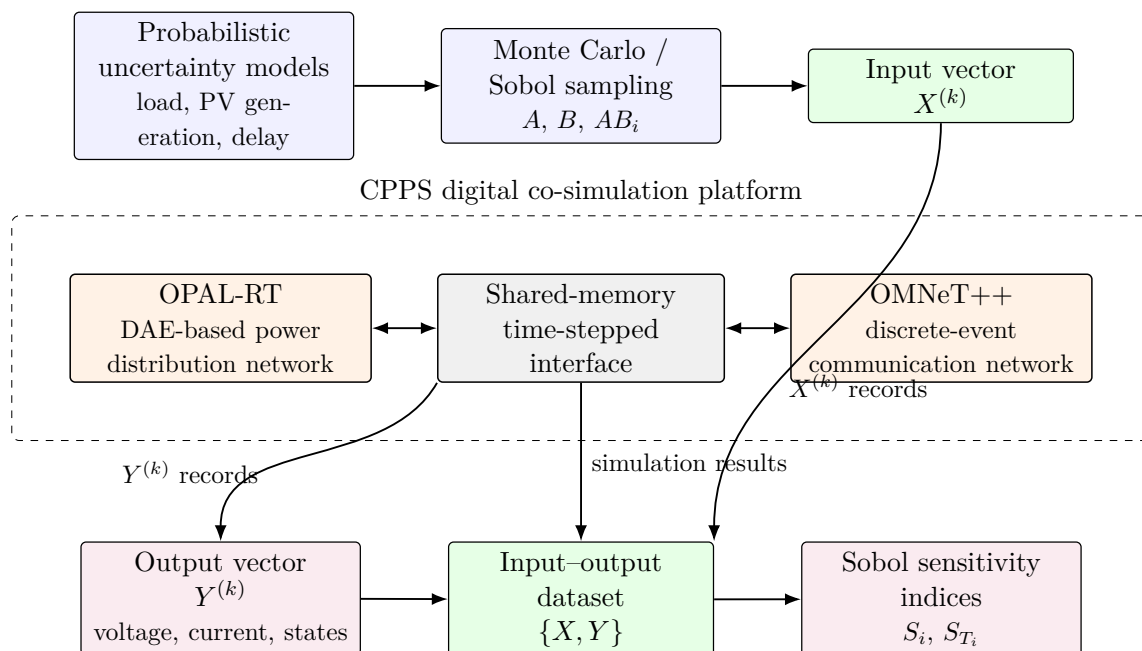 Probabilistic
uncertainty models
load, PV gen-
eration, delay
Monte Carlo /
Sobol sampling
A, B, AB_i
Input vector
X^{(k)}
CPPS digital co-simulation platform
OPAL-RT
DAE-based power
distribution network
Shared-memory
time-stepped
interface
OMNeT++
discrete-event
communication network
X^{(k)} records
Y^{(k)} records
simulation results
Output vector
Y^{(k)}
voltage, current, states
Input–output
dataset
{X, Y}
Sobol sensitivity
indices
S_i, S_{T_i}